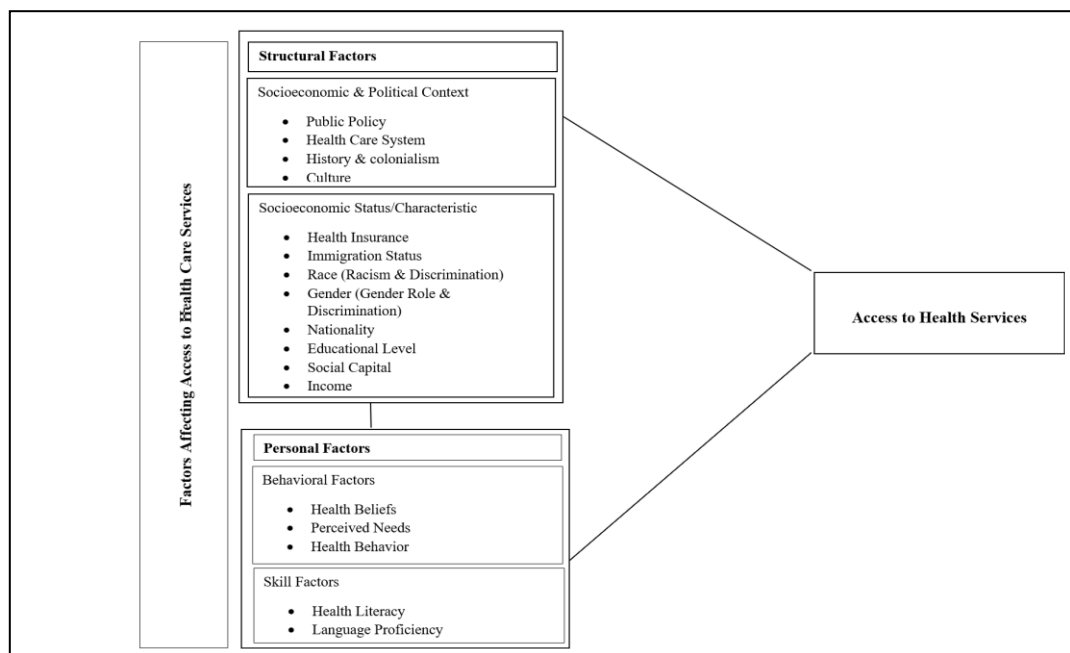 Factors Affecting Access to Health Care Services
Structural Factors
Socioeconomic & Political Context
• Public Policy
• Health Care System
• History & colonialism
• Culture
Socioeconomic Status/Characteristic
• Health Insurance
• Immigration Status
• Race (Racism & Discrimination)
• Gender (Gender Role &
Discrimination)
• Nationality
• Educational Level
• Social Capital
• Income
Personal Factors
Behavioral Factors
• Health Beliefs
• Perceived Needs
• Health Behavior
Skill Factors
• Health Literacy
• Language Proficiency
Access to Health Services